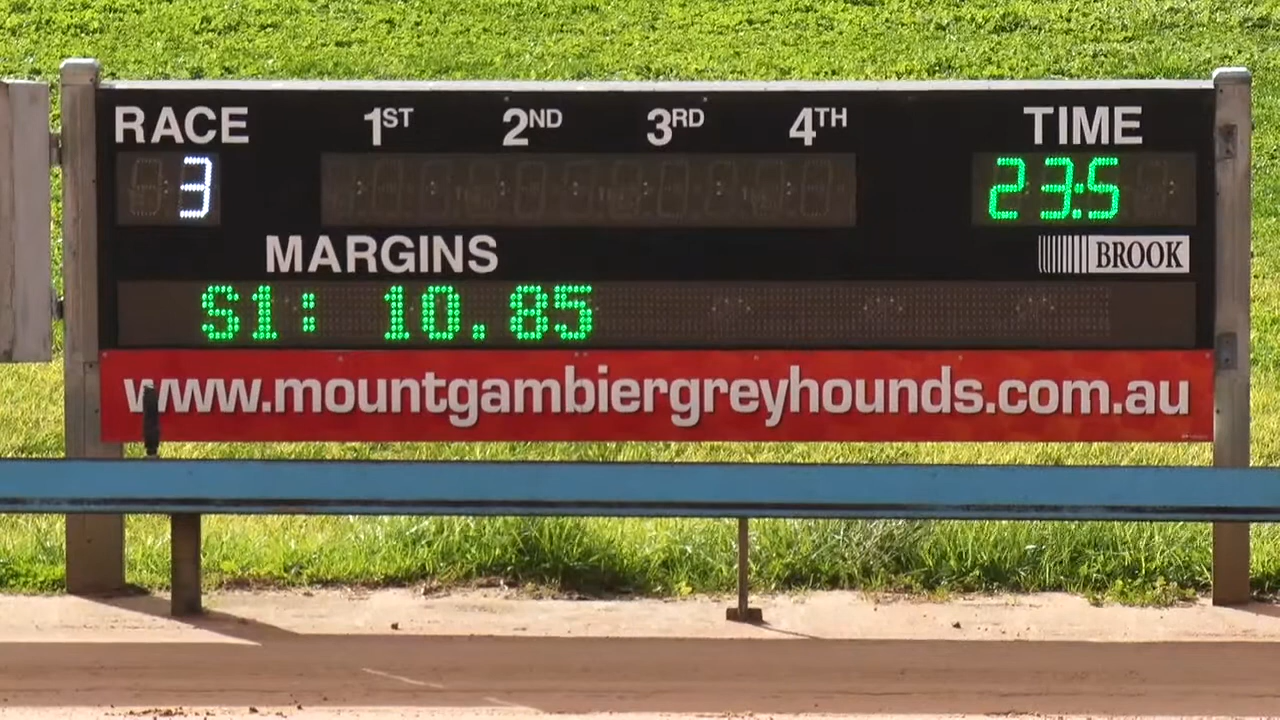 RACE 1ST 2ND 3RD 4TH TIME
3 23:5
MARGINS BROOK
S1: 10.85
www.mountgambiergreyhounds.com.au